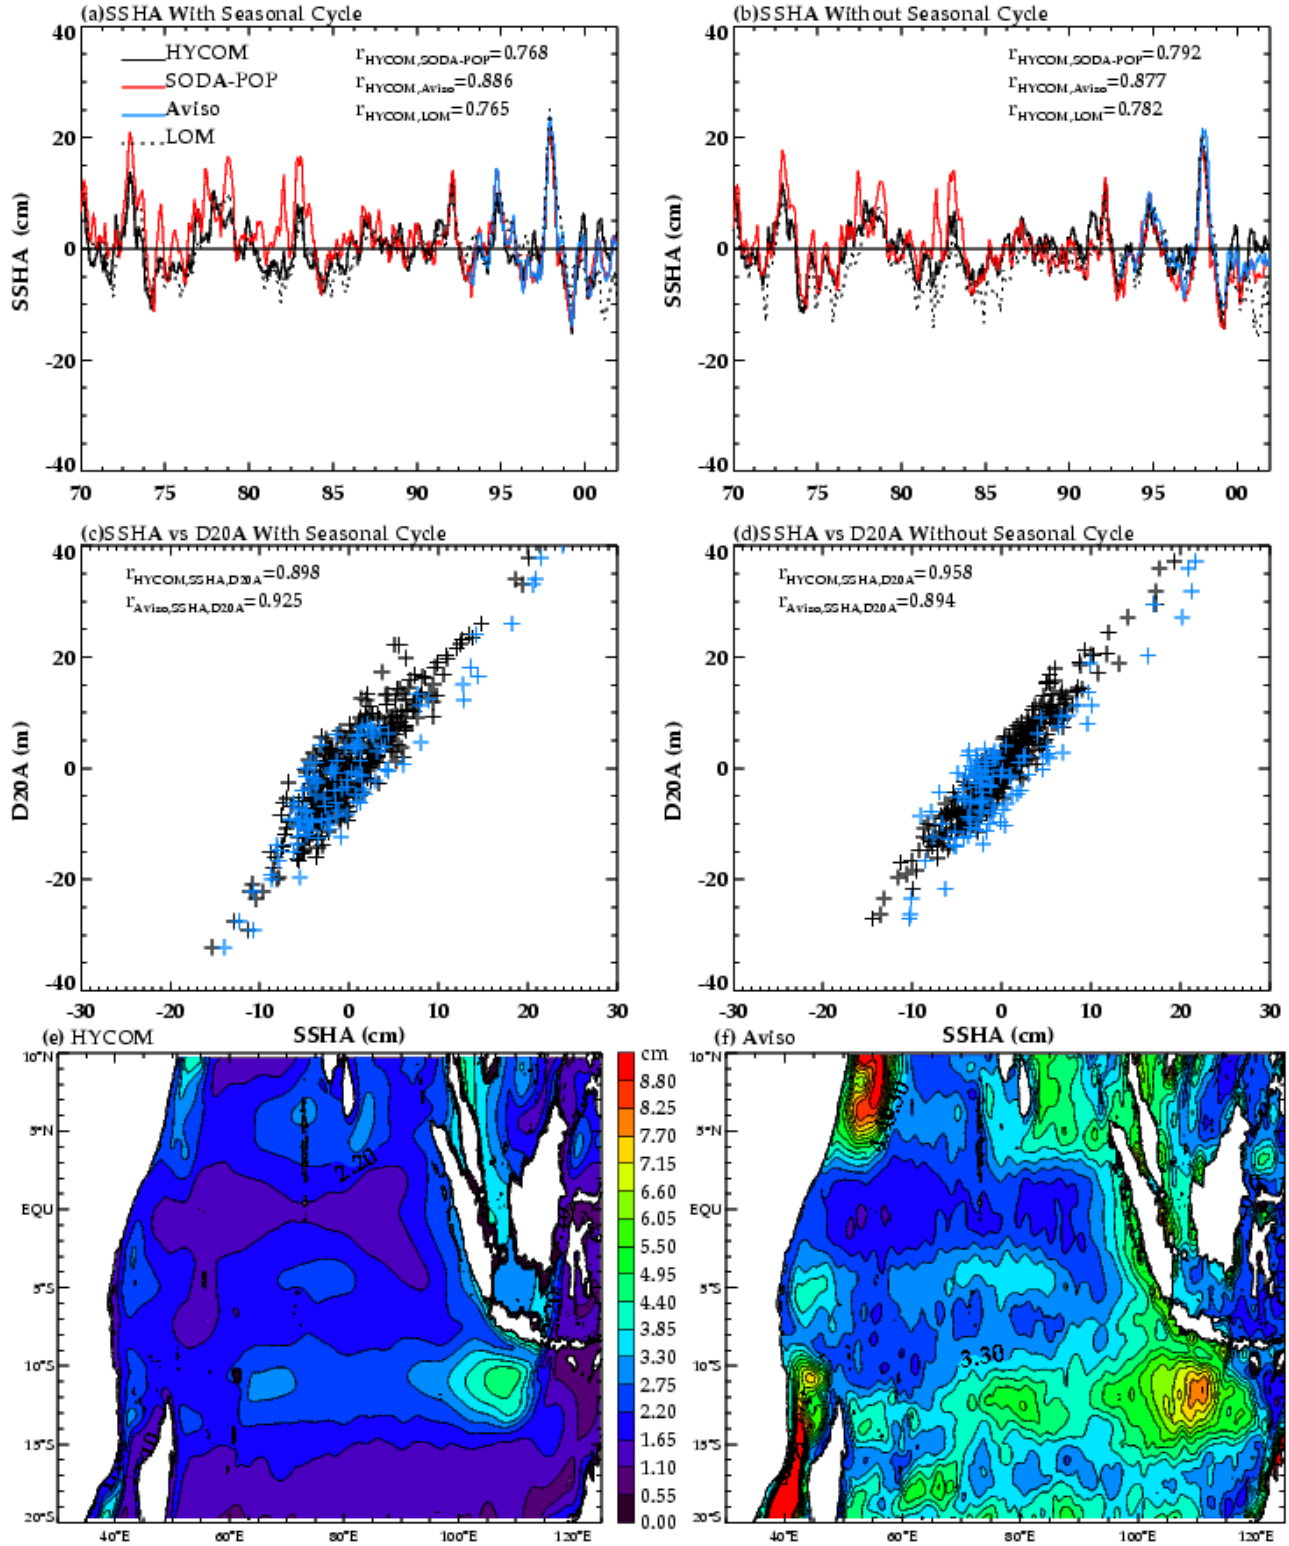 (a)SSHA With Seasonal Cycle
(b)SSHA Without Seasonal Cycle
40
20
0
-20
-40
SSHA (cm)
HYCOM
SODA-POP
Aviso
LOM
rHYCOM,SODA-POP=0.768
rHYCOM,Aviso=0.886
rHYCOM,LOM=0.765
70 75 80 85 90 95 00
40
20
0
-20
-40
SSHA (cm)
rHYCOM,SODA-POP=0.792
rHYCOM,Aviso=0.877
rHYCOM,LOM=0.782
70 75 80 85 90 95 00
(c)SSHA vs D20A With Seasonal Cycle
(d)SSHA vs D20A Without Seasonal Cycle
40
20
0
-20
-40
D20A (m)
rHYCOM,SSHA,D20A=0.898
rAviso,SSHA,D20A=0.925
-30 -20 -10 0 10 20 30
SSHA (cm)
40
20
0
-20
-40
D20A (m)
rHYCOM,SSHA,D20A=0.958
rAviso,SSHA,D20A=0.894
-30 -20 -10 0 10 20 30
SSHA (cm)
(e) HYCOM
10°N
5°N
EQU
5°S
10°S
15°S
20°S
2.20
40°E 60°E 80°E 100°E 120°E
cm
8.80
8.25
7.70
7.15
6.60
6.05
5.50
4.95
4.40
3.85
3.30
2.75
2.20
1.65
1.10
0.55
0.00
(f) Aviso
10°N
5°N
EQU
5°S
10°S
15°S
20°S
3.30
40°E 60°E 80°E 100°E 120°E